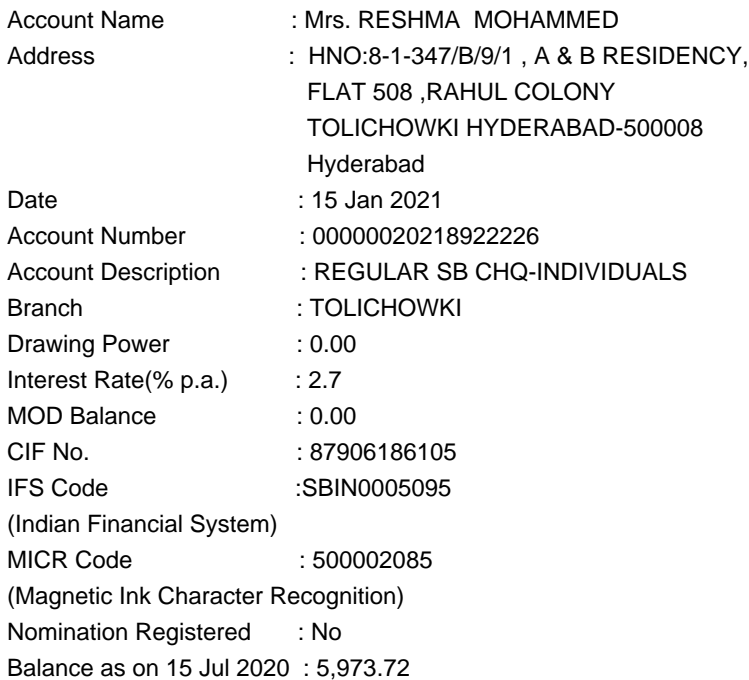 Account Name : Mrs. RESHMA MOHAMMED
Address : HNO:8-1-347/B/9/1 , A & B RESIDENCY,
FLAT 508 ,RAHUL COLONY
TOLICHOWKI HYDERABAD-500008
Hyderabad
Date : 15 Jan 2021
Account Number : 00000020218922226
Account Description : REGULAR SB CHQ-INDIVIDUALS
Branch : TOLICHOWKI
Drawing Power : 0.00
Interest Rate(% p.a.) : 2.7
MOD Balance : 0.00
CIF No. : 87906186105
IFS Code :SBIN0005095
(Indian Financial System)
MICR Code : 500002085
(Magnetic Ink Character Recognition)
Nomination Registered : No
Balance as on 15 Jul 2020 : 5,973.72